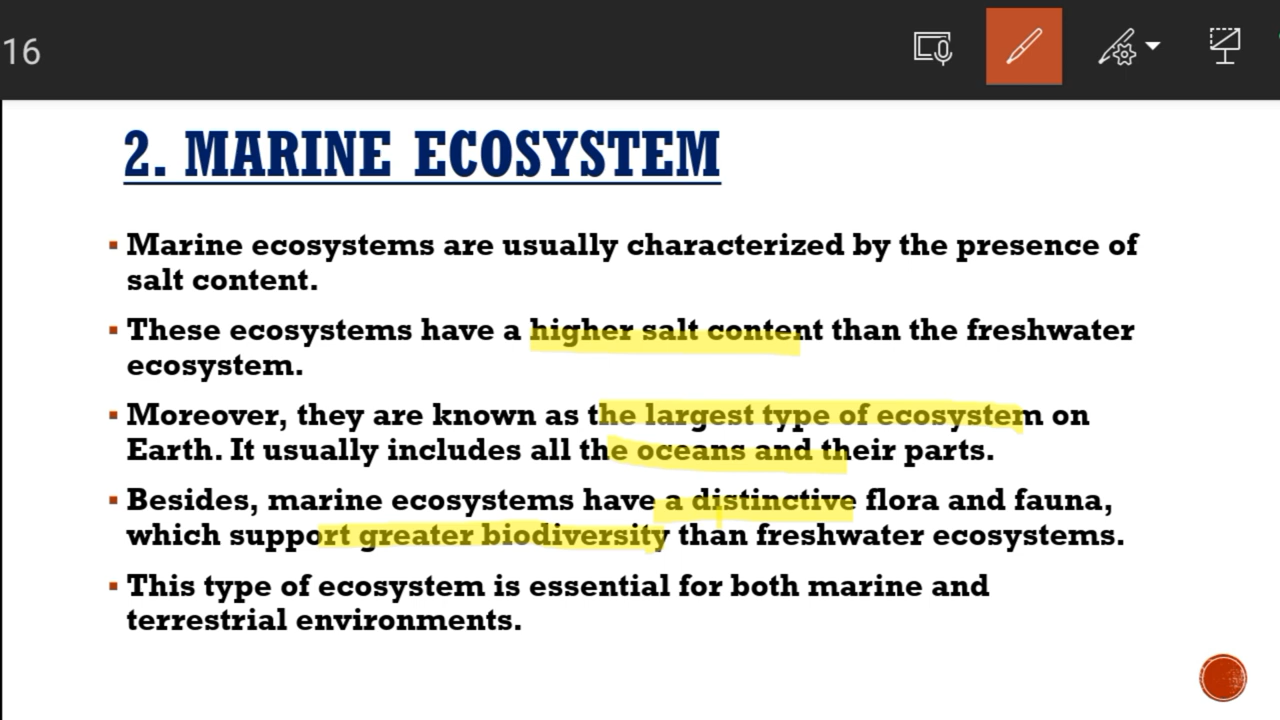 16
2. MARINE ECOSYSTEM
▪ Marine ecosystems are usually characterized by the presence of
salt content.
▪ These ecosystems have a higher salt content than the freshwater
ecosystem.
▪ Moreover, they are known as the largest type of ecosystem on
Earth. It usually includes all the oceans and their parts.
▪ Besides, marine ecosystems have a distinctive flora and fauna,
which support greater biodiversity than freshwater ecosystems.
▪ This type of ecosystem is essential for both marine and
terrestrial environments.